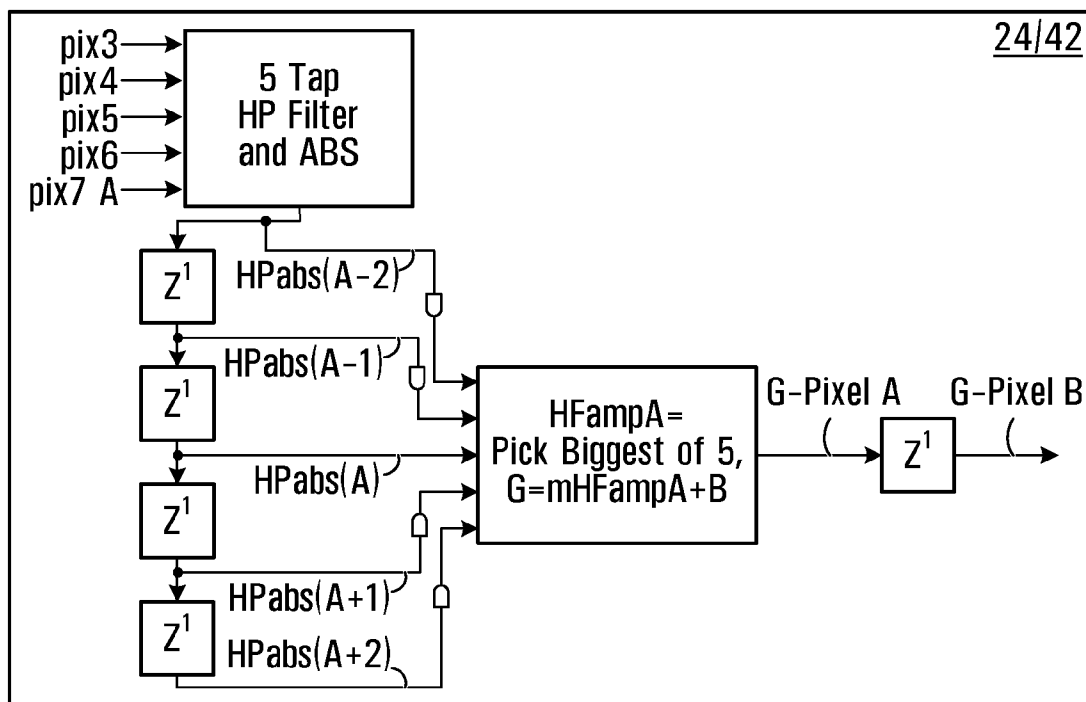 24/42
pix3
pix4
pix5
pix6
pix7 A
5 Tap
HP Filter
and ABS
Z¹
HPabs(A-2)
HPabs(A-1)
Z¹
HPabs(A)
Z¹
HPabs(A+1)
Z¹
HPabs(A+2)
HFampA=
Pick Biggest of 5,
G=mHFampA+B
G-Pixel A
Z¹
G-Pixel B